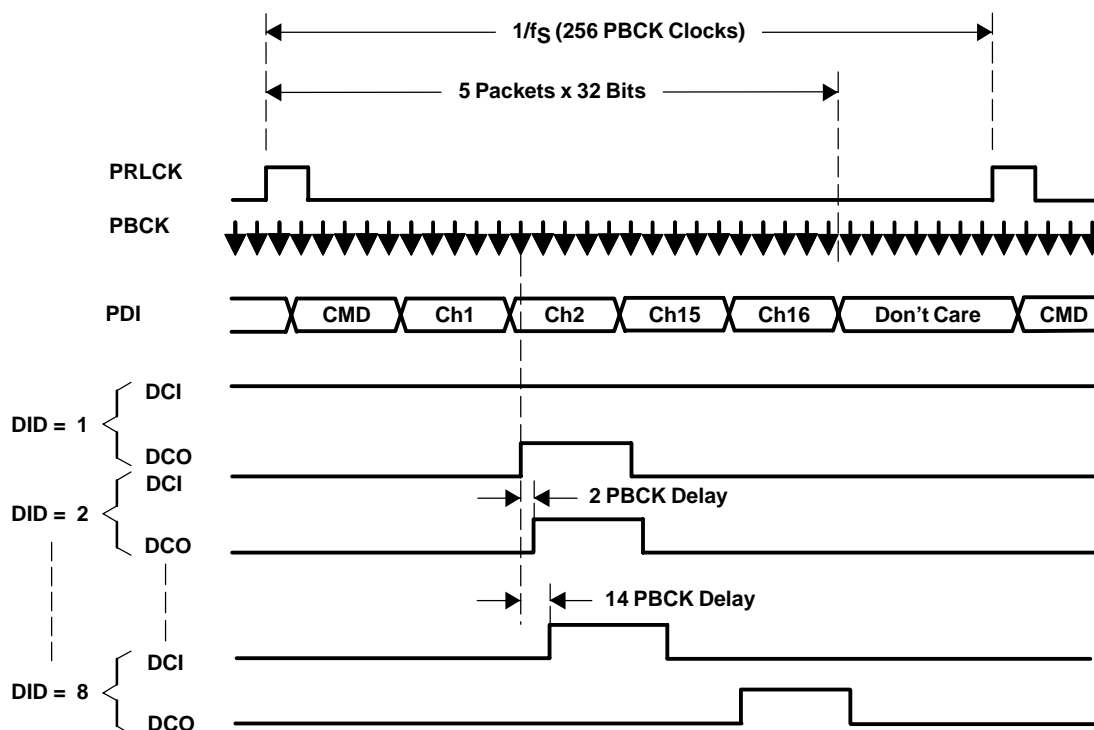 1/fS (256 PBCK Clocks)
5 Packets x 32 Bits
PRLCK
PBCK
PDI
CMD
Ch1
Ch2
Ch15
Ch16
Don't Care
CMD
DCI
DID = 1
DCO
DCI
2 PBCK Delay
DID = 2
DCO
14 PBCK Delay
DCI
DID = 8
DCO